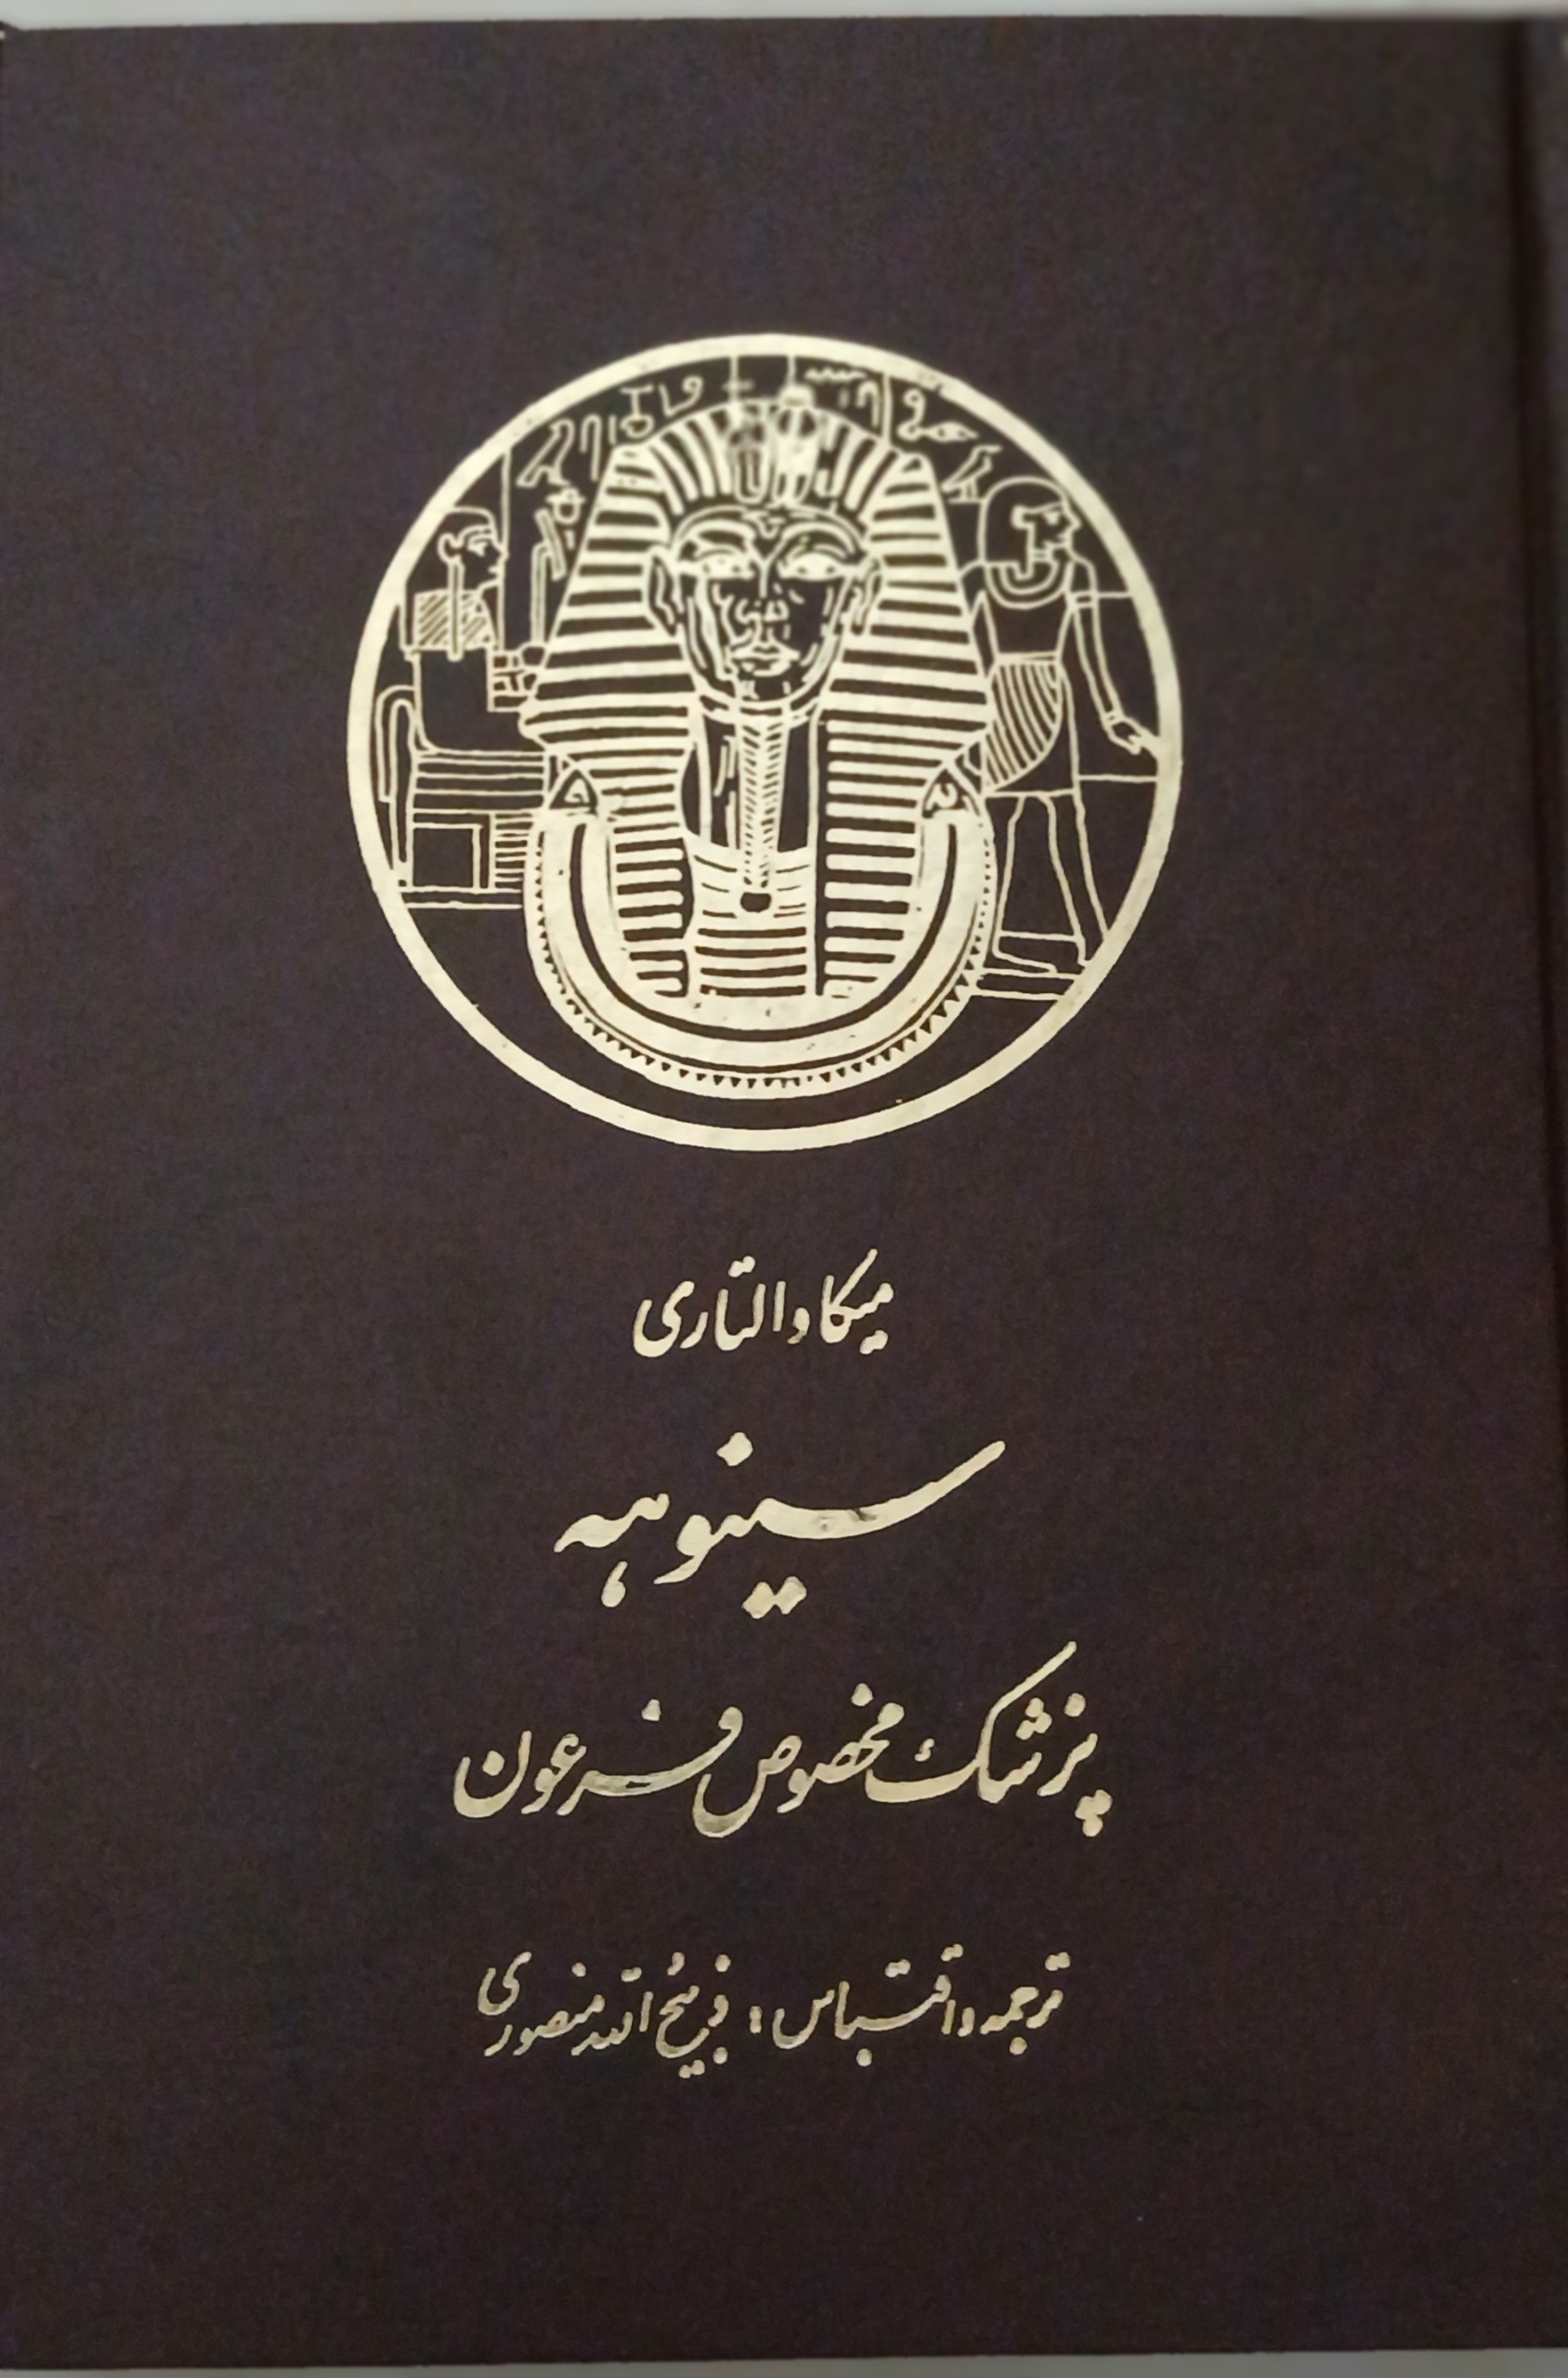 میکا والتاری
سینوهه
پزشک مخصوص فرعون
ترجمه و اقتباس: ذبیح الله منصوری